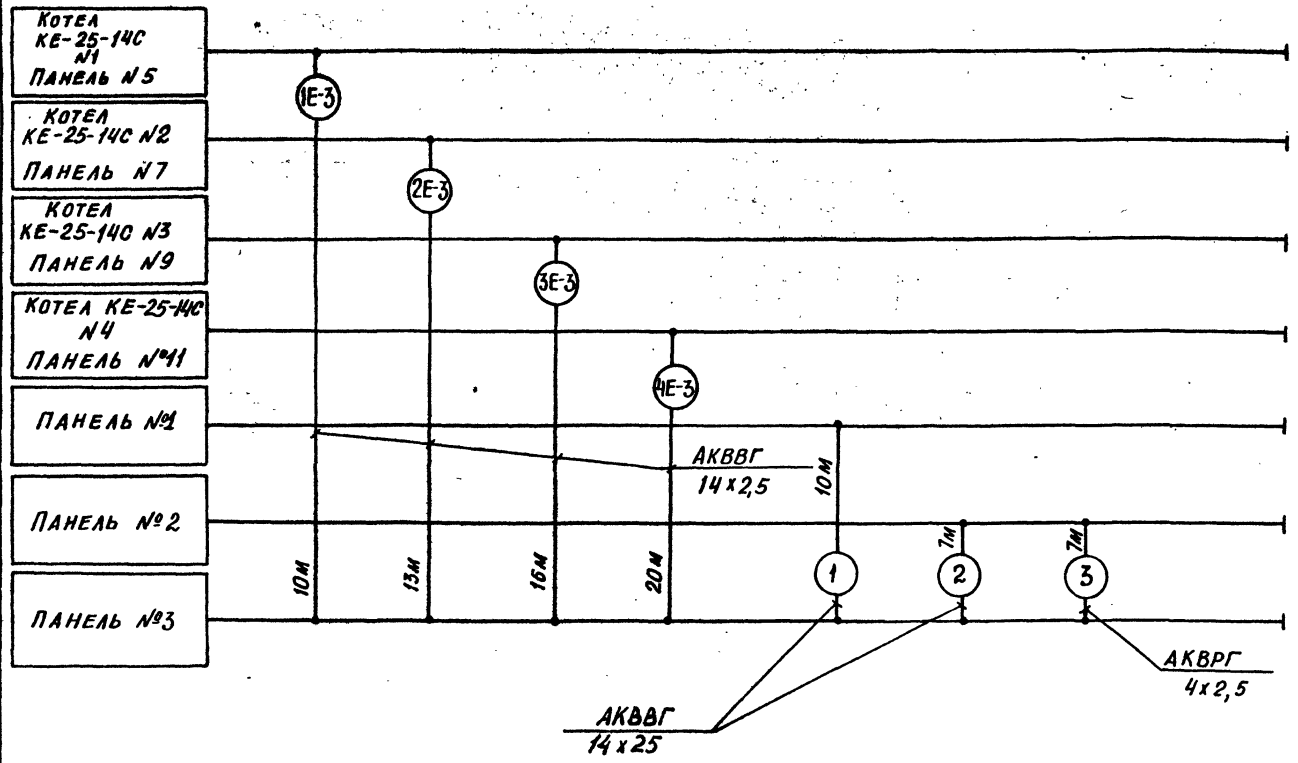 КОТЕЛ
КЕ-25-14С
N1
ПАНЕЛЬ N5
КОТЕЛ
КЕ-25-14С N2
ПАНЕЛЬ N7
КОТЕЛ
КЕ-25-14С N3
ПАНЕЛЬ N9
КОТЕЛ КЕ-25-14С
N4
ПАНЕЛЬ №11
ПАНЕЛЬ №1
ПАНЕЛЬ №2
ПАНЕЛЬ №3
1Е-3
2Е-3
3Е-3
4Е-3
АКВВГ
14х2,5
10М
13М
16М
20М
10М
7М
7М
1
2
3
АКВВГ
14х25
АКВРГ
4х2,5